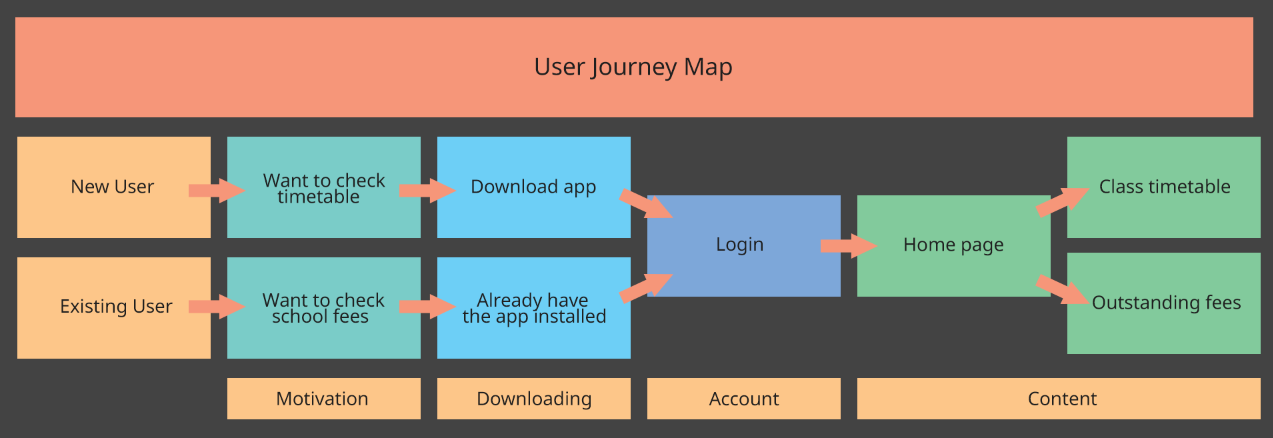 User Journey Map
New User
Want to check
timetable
Download app
Login
Home page
Class timetable
Existing User
Want to check
school fees
Already have
the app installed
Outstanding fees
Motivation
Downloading
Account
Content